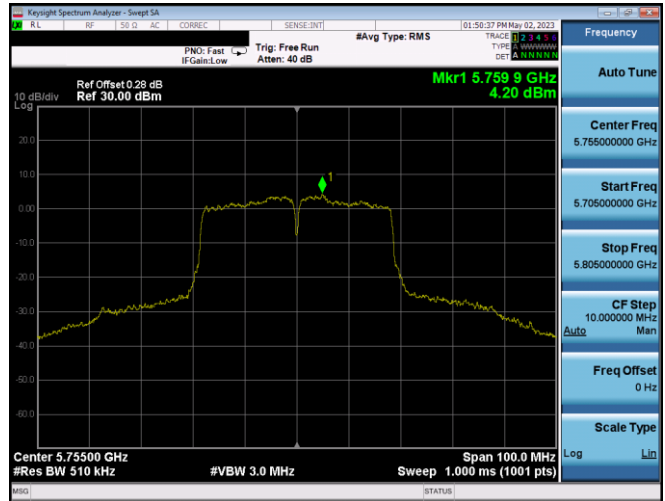 Keysight Spectrum Analyzer - Swept SA
RL RF 50 Ω AC CORREC SENSE:INT 01:50:37 PM May 02, 2023
#Avg Type: RMS
TRACE 1 2 3 4 5 6
TYPE A WWWWW
DET A N N N N N
PNO: Fast
IFGain:Low
Trig: Free Run
Atten: 40 dB
Mkr1 5.759 9 GHz
4.20 dBm
Ref Offset 0.28 dB
Ref 30.00 dBm
10 dB/div
Log
20.0
10.0
0.00
-10.0
-20.0
-30.0
-40.0
-50.0
-60.0
1
Center 5.75500 GHz
Span 100.0 MHz
#Res BW 510 kHz
#VBW 3.0 MHz
Sweep 1.000 ms (1001 pts)
MSG
STATUS
Frequency
Auto Tune
Center Freq
5.755000000 GHz
Start Freq
5.705000000 GHz
Stop Freq
5.805000000 GHz
CF Step
10.000000 MHz
Auto Man
Freq Offset
0 Hz
Scale Type
Log Lin